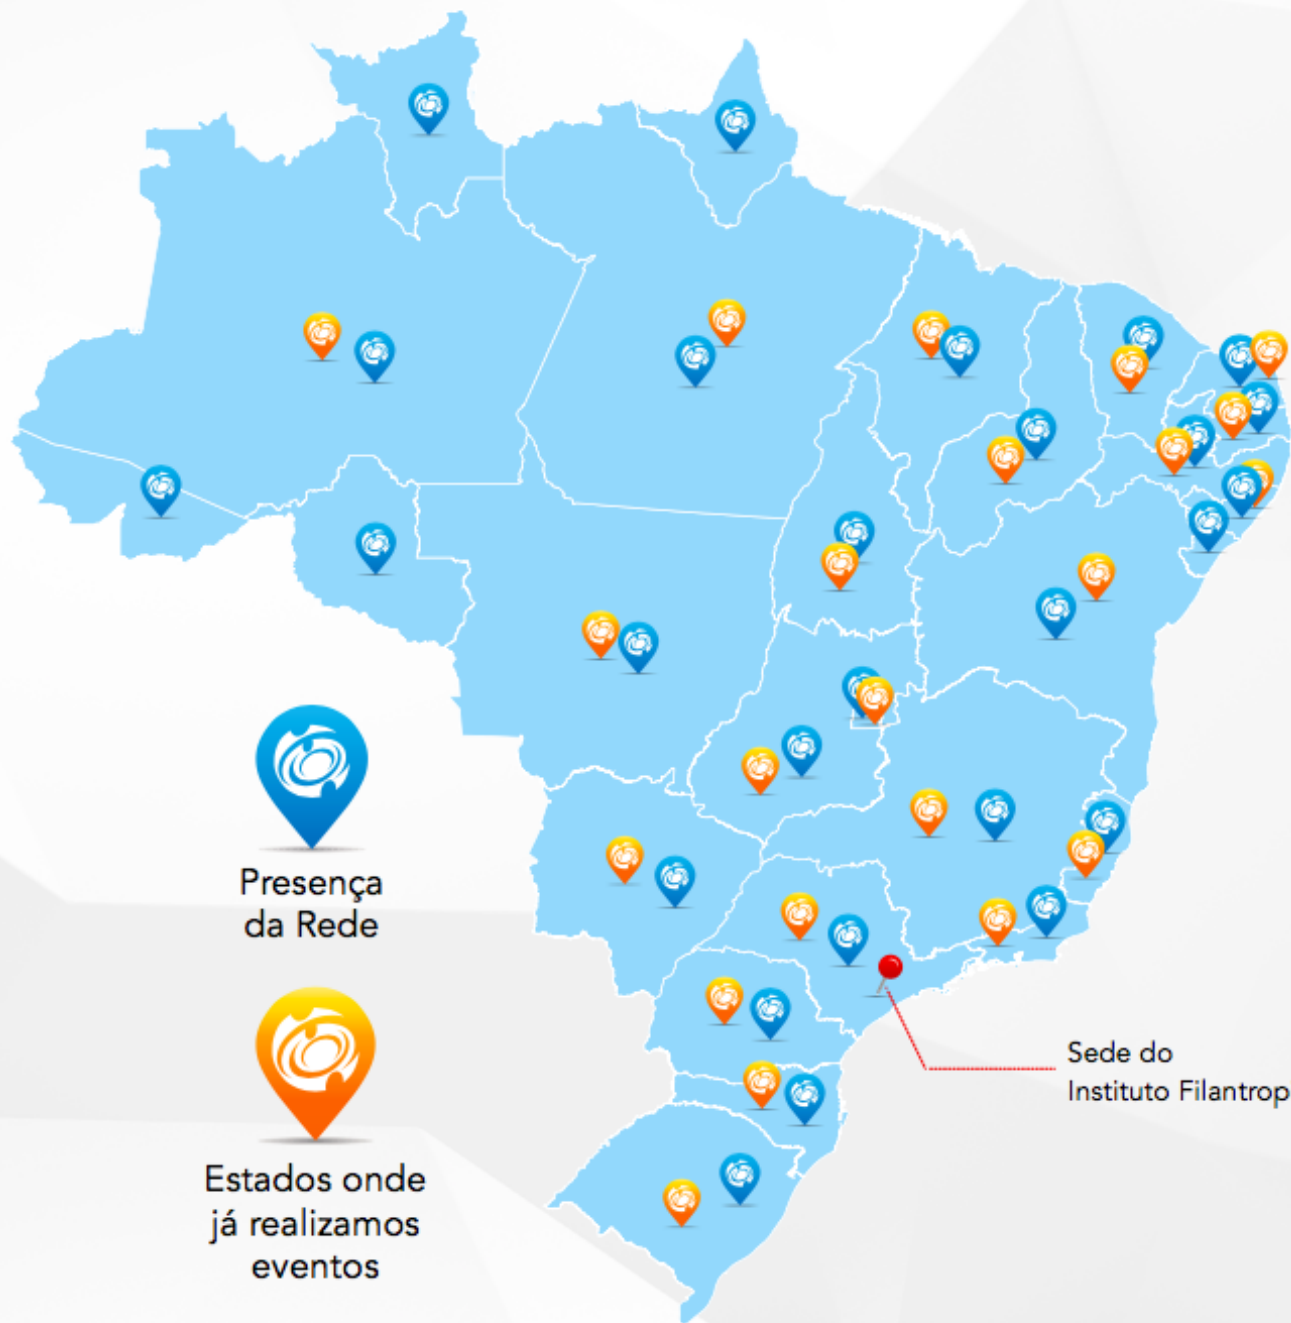 Presença
da Rede
Estados onde
já realizamos
eventos
Sede do
Instituto Filantrop